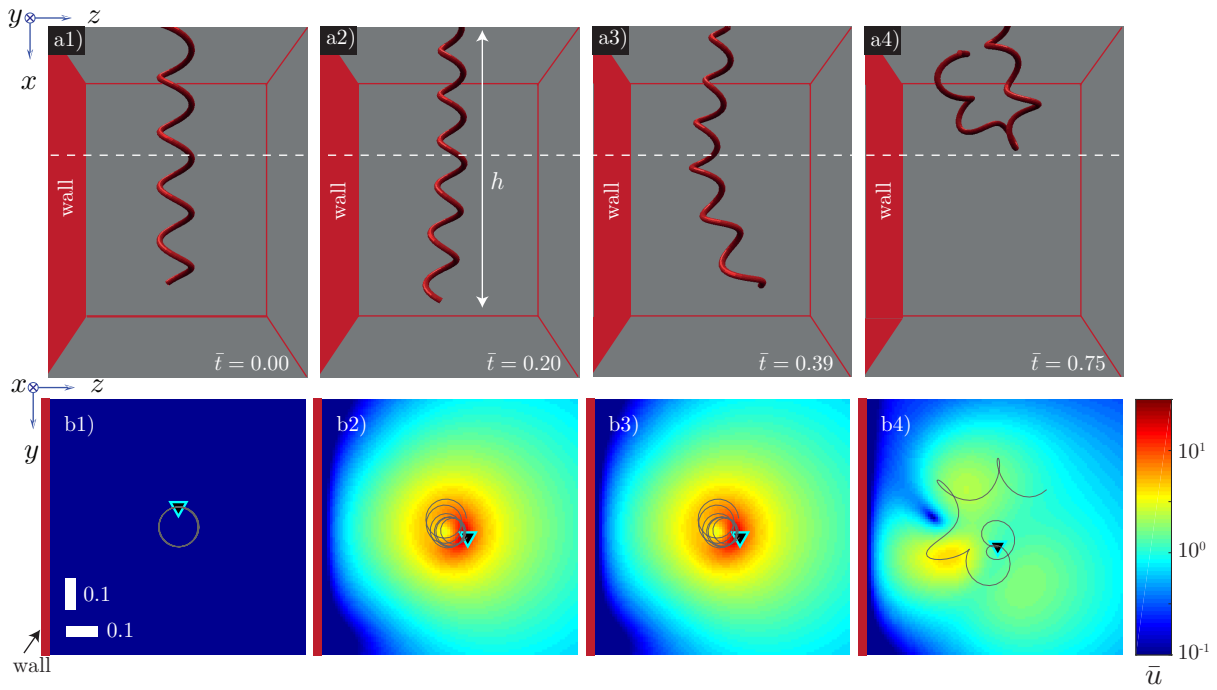 y z
x
a1) a2) a3) a4)
h
wall wall wall
t̄ = 0.00 t̄ = 0.20 t̄ = 0.39 t̄ = 0.75
x z
y
b1) b2) b3) b4)
10¹
0.1
10⁰
0.1
wall
10⁻¹
ū